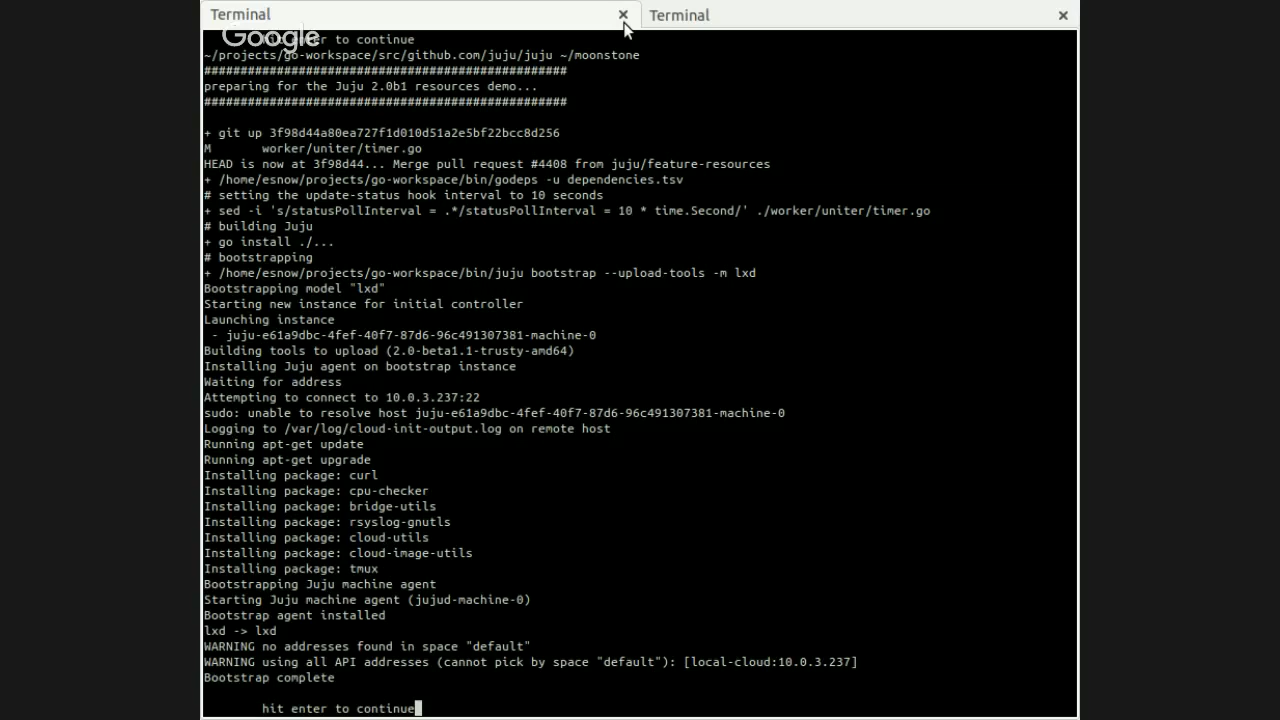 Terminal
Terminal
Google
hit enter to continue
~/projects/go-workspace/src/github.com/juju/juju ~/moonstone
##################################################
preparing for the Juju 2.0b1 resources demo...
##################################################
+ git up 3f98d44a80ea727f1d010d51a2e5bf22bcc8d256
M       worker/uniter/timer.go
HEAD is now at 3f98d44... Merge pull request #4408 from juju/feature-resources
+ /home/esnow/projects/go-workspace/bin/godeps -u dependencies.tsv
# setting the update-status hook interval to 10 seconds
+ sed -i 's/statusPollInterval = .*/statusPollInterval = 10 * time.Second/' ./worker/uniter/timer.go
# building Juju
+ go install ./...
# bootstrapping
+ /home/esnow/projects/go-workspace/bin/juju bootstrap --upload-tools -m lxd
Bootstrapping model "lxd"
Starting new instance for initial controller
Launching instance
- juju-e61a9dbc-4fef-40f7-87d6-96c491307381-machine-0
Building tools to upload (2.0-beta1.1-trusty-amd64)
Installing Juju agent on bootstrap instance
Waiting for address
Attempting to connect to 10.0.3.237:22
sudo: unable to resolve host juju-e61a9dbc-4fef-40f7-87d6-96c491307381-machine-0
Logging to /var/log/cloud-init-output.log on remote host
Running apt-get update
Running apt-get upgrade
Installing package: curl
Installing package: cpu-checker
Installing package: bridge-utils
Installing package: rsyslog-gnutls
Installing package: cloud-utils
Installing package: cloud-image-utils
Installing package: tmux
Bootstrapping Juju machine agent
Starting Juju machine agent (jujud-machine-0)
Bootstrap agent installed
lxd -> lxd
WARNING no addresses found in space "default"
WARNING using all API addresses (cannot pick by space "default"): [local-cloud:10.0.3.237]
Bootstrap complete
hit enter to continue